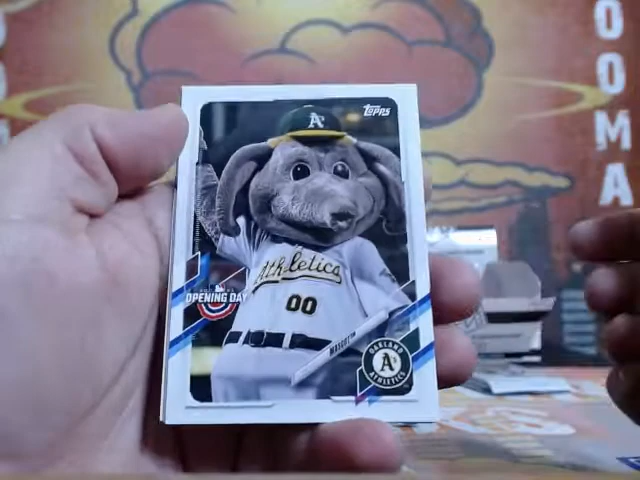 TOPPS
A's
Athletics
00
OPENING DAY
MASCOT
OAKLAND
A's
ATHLETICS
OOMA